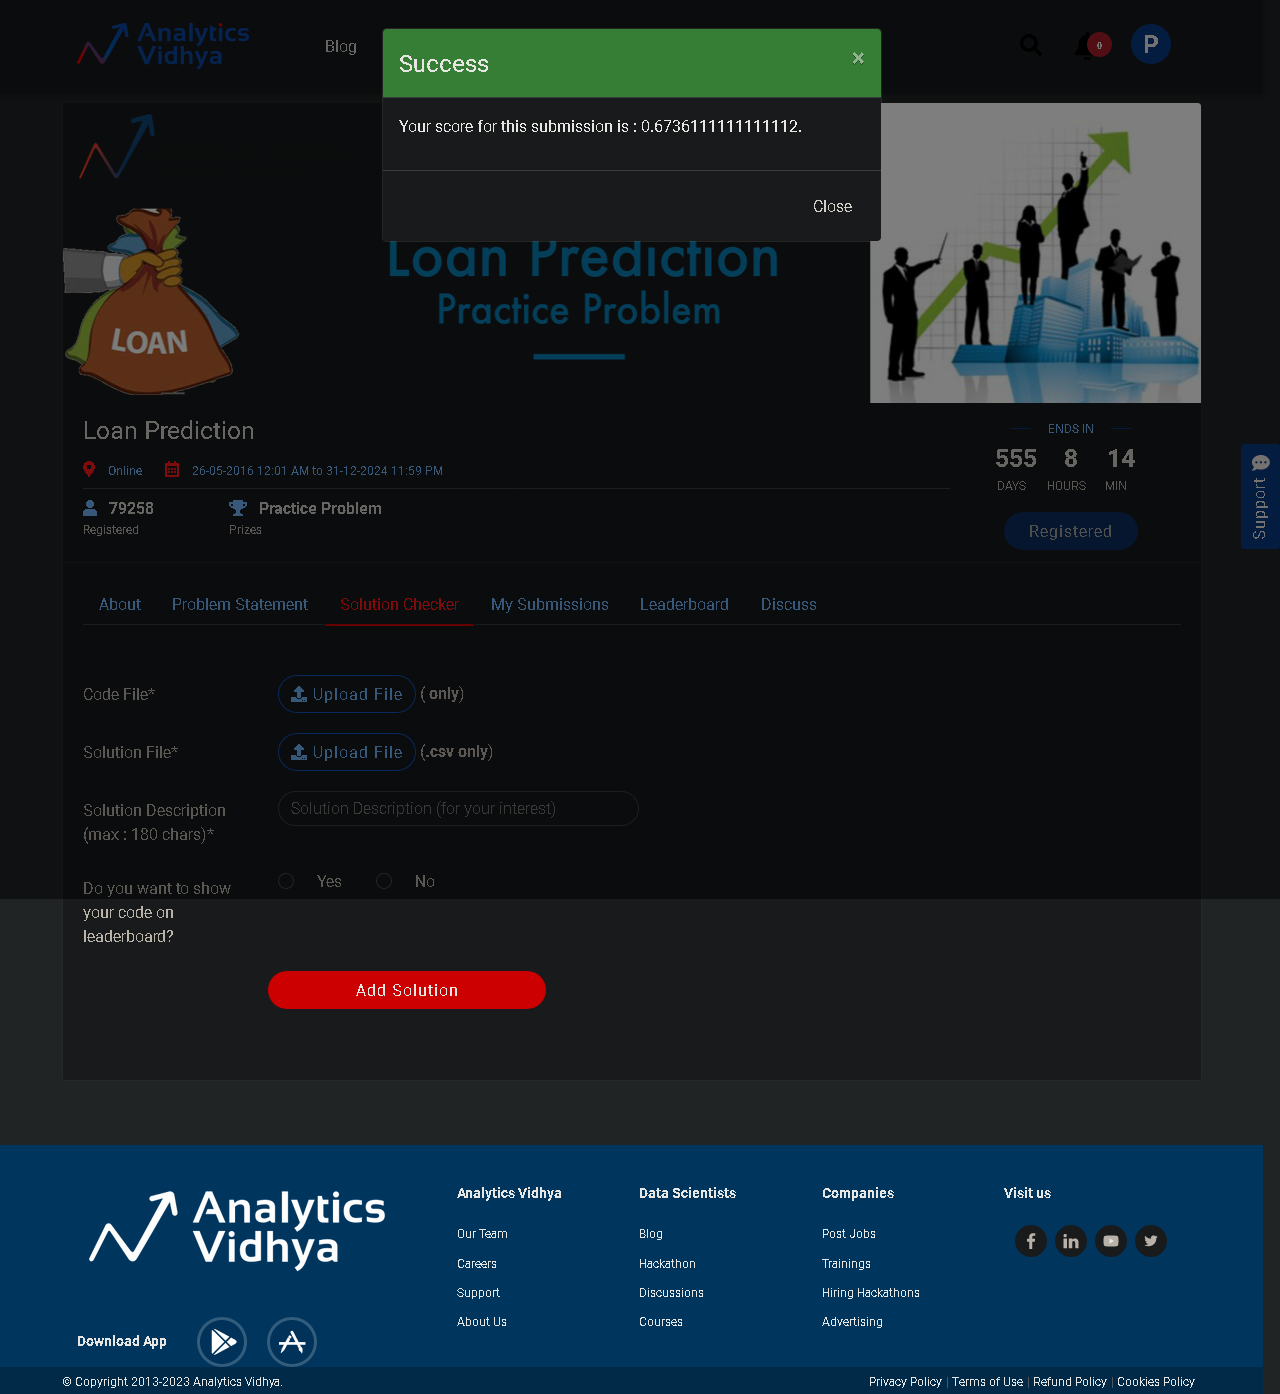 Analytics
Vidhya
Blog
0
P
Success
×
Your score for this submission is : 0.6736111111111112.
Close
LOAN
Loan Prediction
Practice Problem
Loan Prediction
Online
26-05-2016 12:01 AM to 31-12-2024 11:59 PM
79258
Registered
Practice Problem
Prizes
ENDS IN
555 8 14
DAYS HOURS MIN
Registered
Support
About Problem Statement Solution Checker My Submissions Leaderboard Discuss
Code File* Upload File ( only)
Solution File* Upload File (.csv only)
Solution Description
(max : 180 chars)*
Solution Description (for your interest)
Do you want to show
your code on
leaderboard?
Yes No
Add Solution
Analytics
Vidhya
Download App
Analytics Vidhya
Our Team
Careers
Support
About Us
Data Scientists
Blog
Hackathon
Discussions
Courses
Companies
Post Jobs
Trainings
Hiring Hackathons
Advertising
Visit us
© Copyright 2013-2023 Analytics Vidhya.
Privacy Policy | Terms of Use | Refund Policy | Cookies Policy